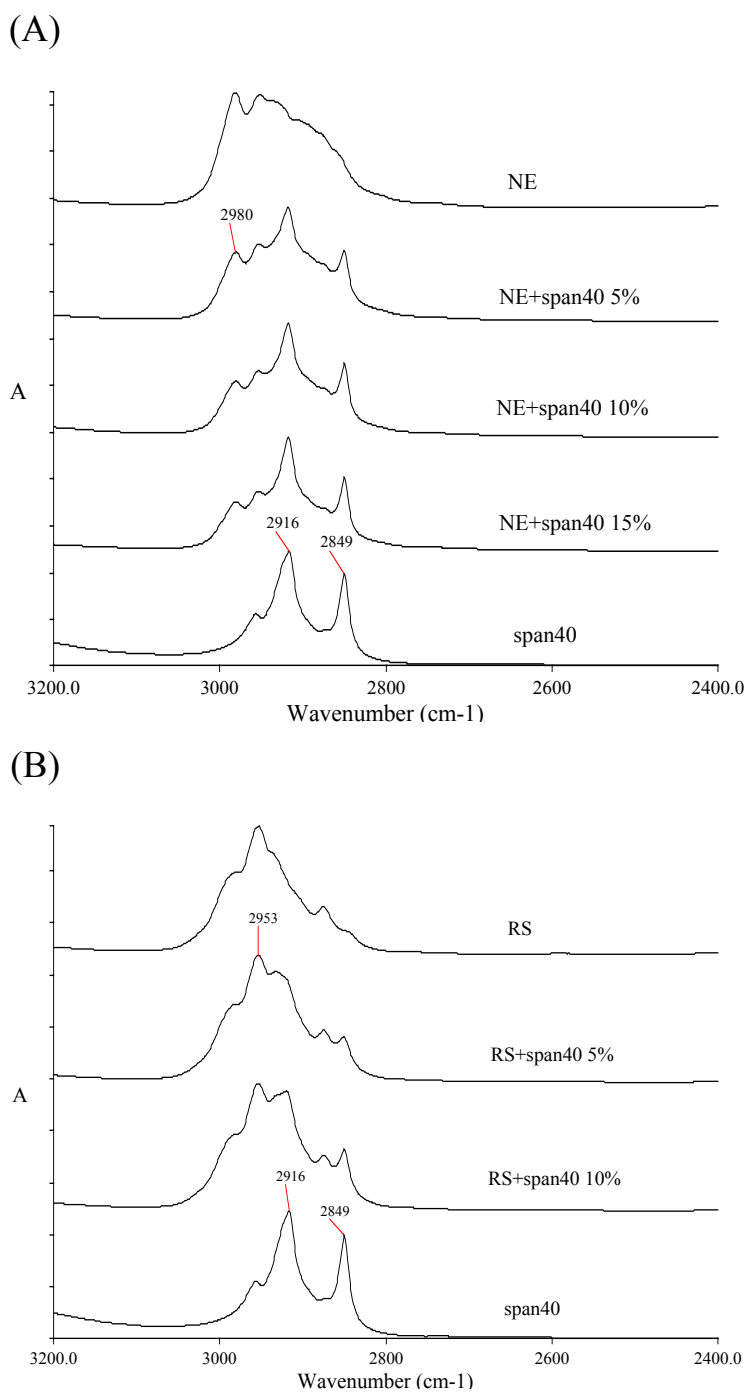 (A)
NE
2980
NE+span40 5%
NE+span40 10%
A
NE+span40 15%
2916
2849
span40
3200.0 3000 2800 2600 2400.0
Wavenumber (cm-1)
(B)
RS
2953
RS+span40 5%
A
RS+span40 10%
2916
2849
span40
3200.0 3000 2800 2600 2400.0
Wavenumber (cm-1)